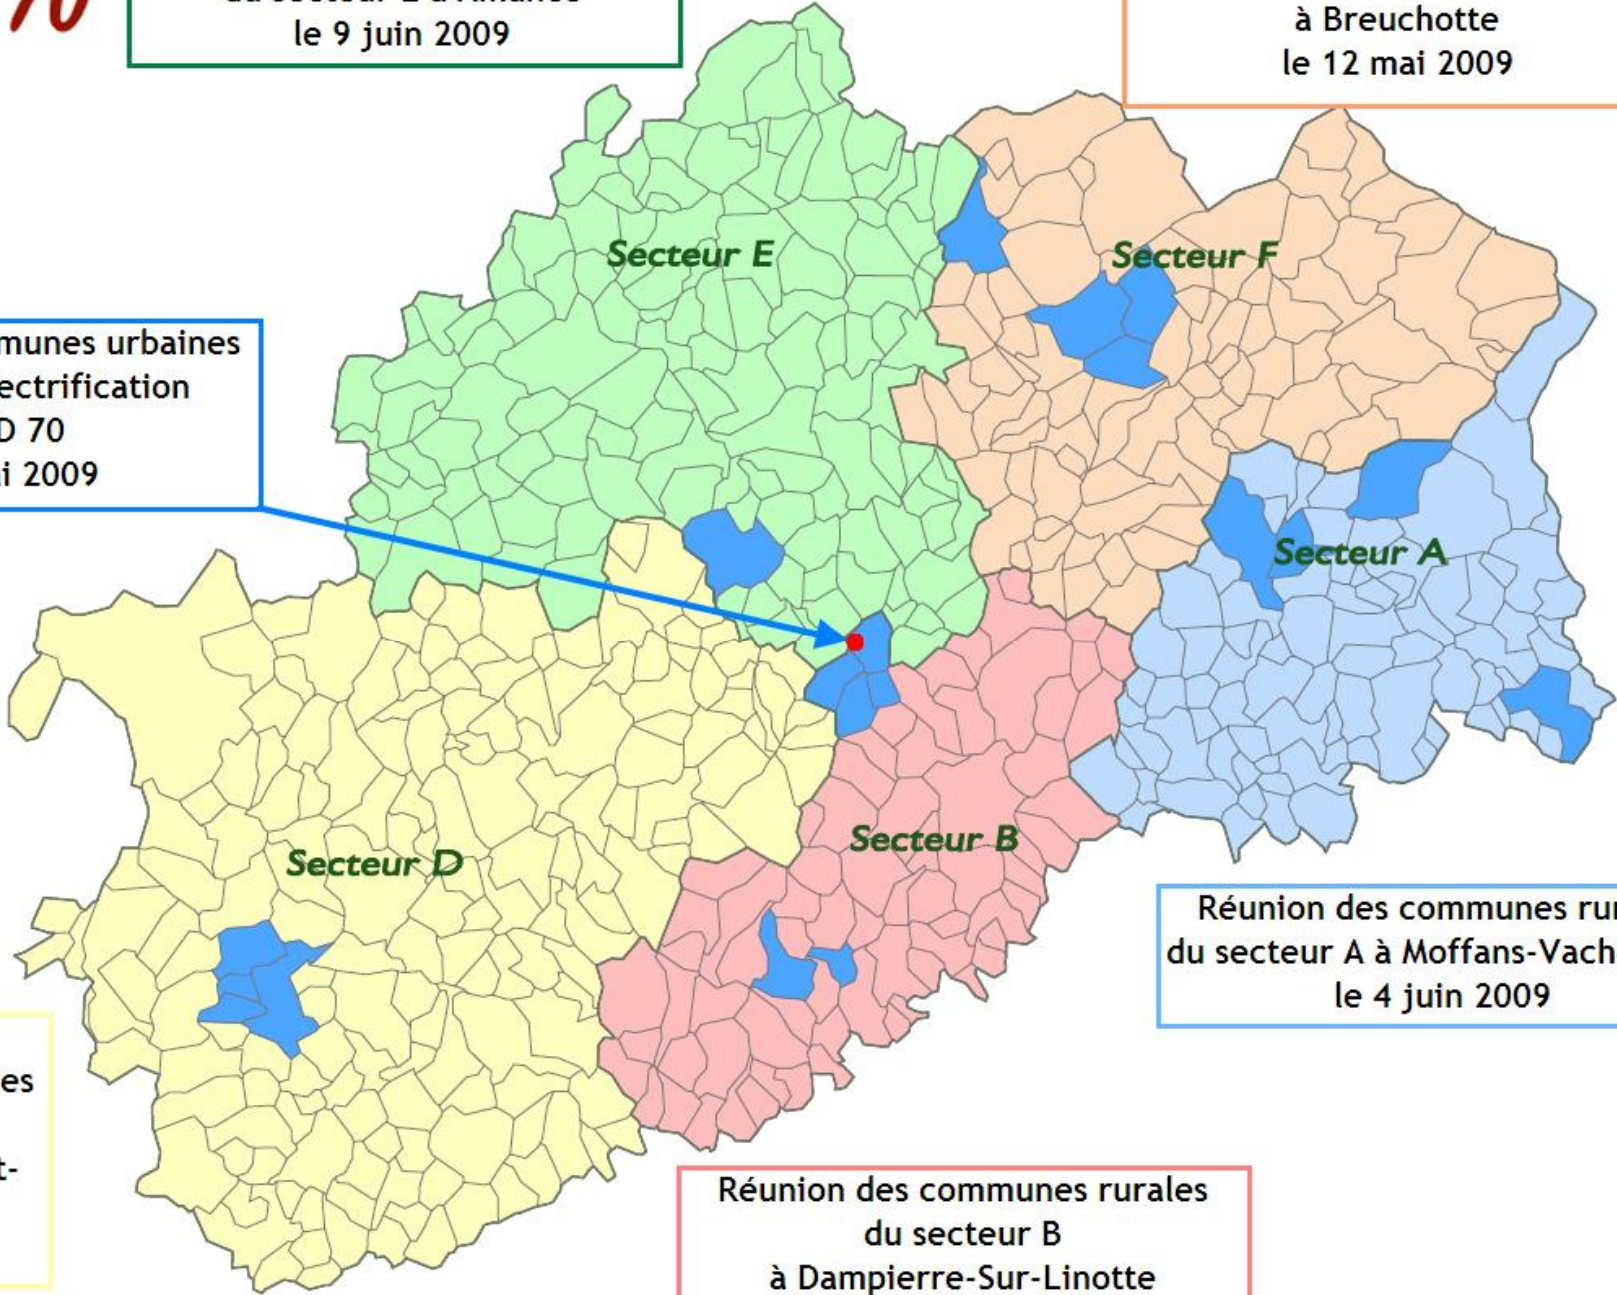 70
le 9 juin 2009
à Breuchotte
le 12 mai 2009
Secteur E
Secteur F
munes urbaines
ectrification
D 70
i 2009
Secteur A
Secteur B
Secteur D
Réunion des communes rur
du secteur A à Moffans-Vach
le 4 juin 2009
es
t-
Réunion des communes rurales
du secteur B
à Dampierre-Sur-Linotte